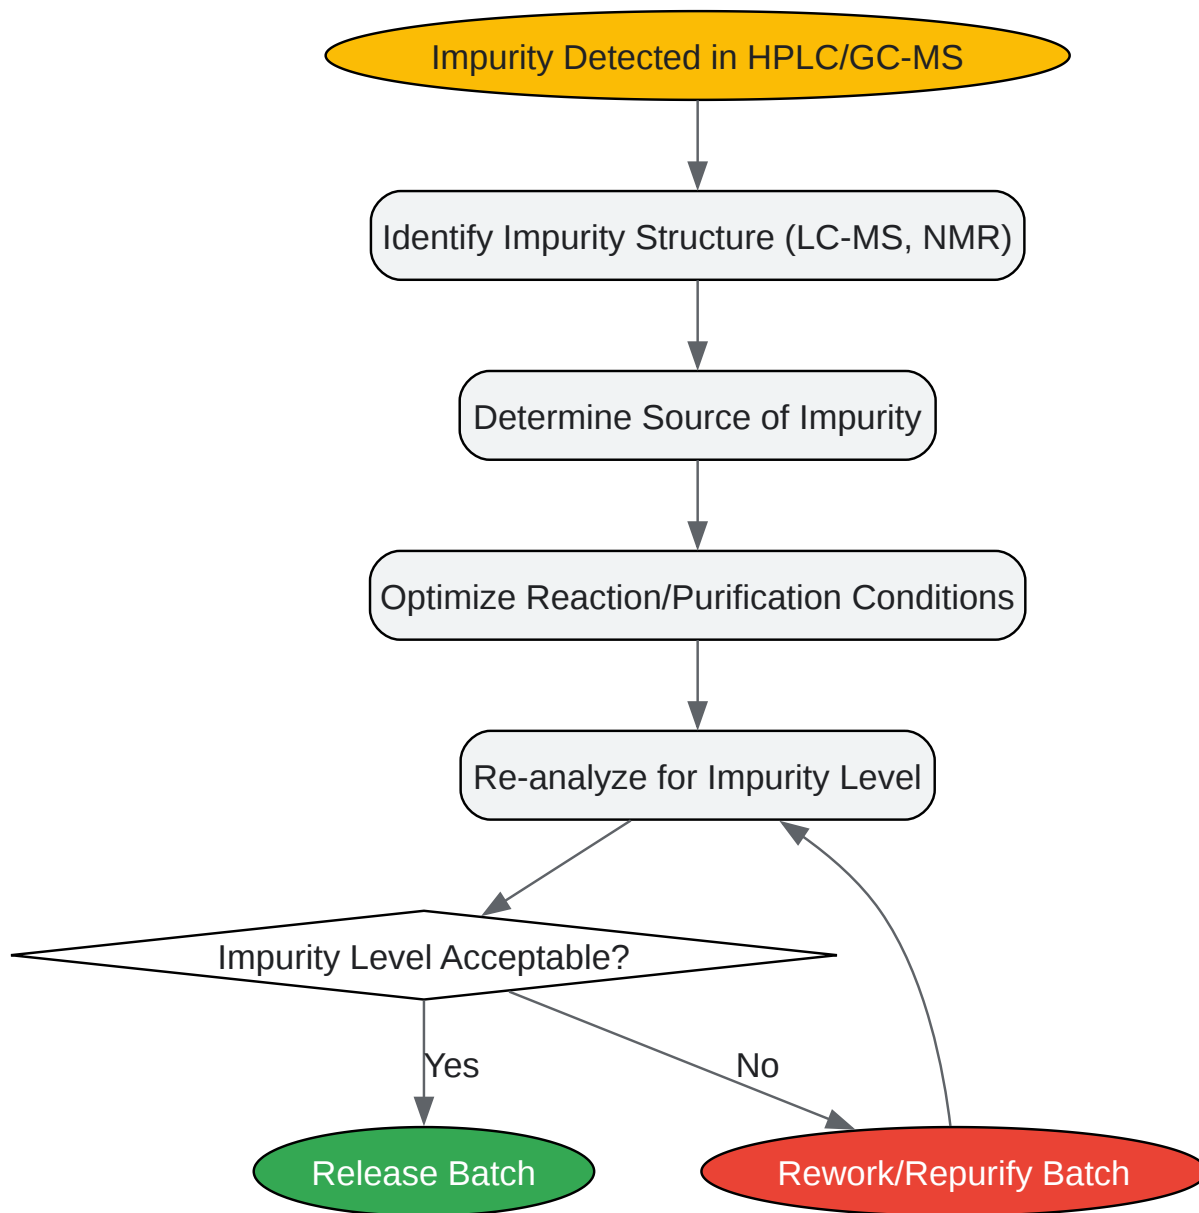 Impurity Detected in HPLC/GC-MS
Identify Impurity Structure (LC-MS, NMR)
Determine Source of Impurity
Optimize Reaction/Purification Conditions
Re-analyze for Impurity Level
Impurity Level Acceptable?
Yes
No
Release Batch
Rework/Repurify Batch